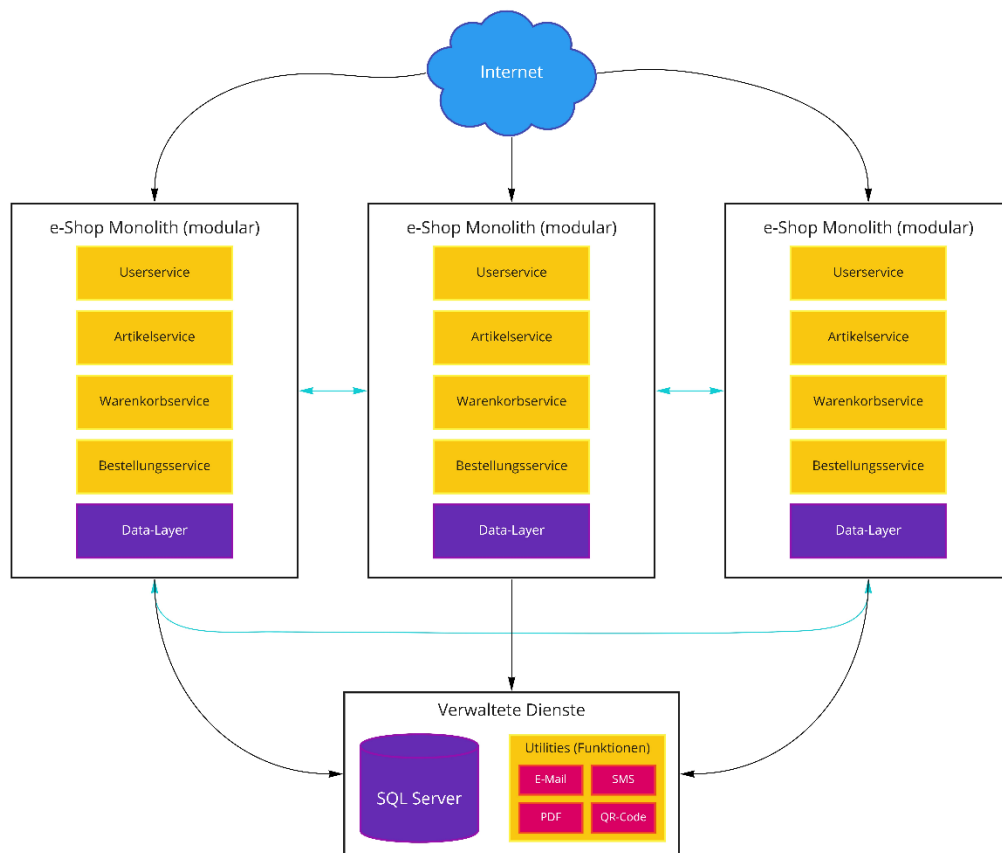 Internet
e-Shop Monolith (modular)
Userservice
Artikelservice
Warenkorbservice
Bestellungsservice
Data-Layer
e-Shop Monolith (modular)
Userservice
Artikelservice
Warenkorbservice
Bestellungsservice
Data-Layer
e-Shop Monolith (modular)
Userservice
Artikelservice
Warenkorbservice
Bestellungsservice
Data-Layer
Verwaltete Dienste
SQL Server
Utilities (Funktionen)
E-Mail
SMS
PDF
QR-Code